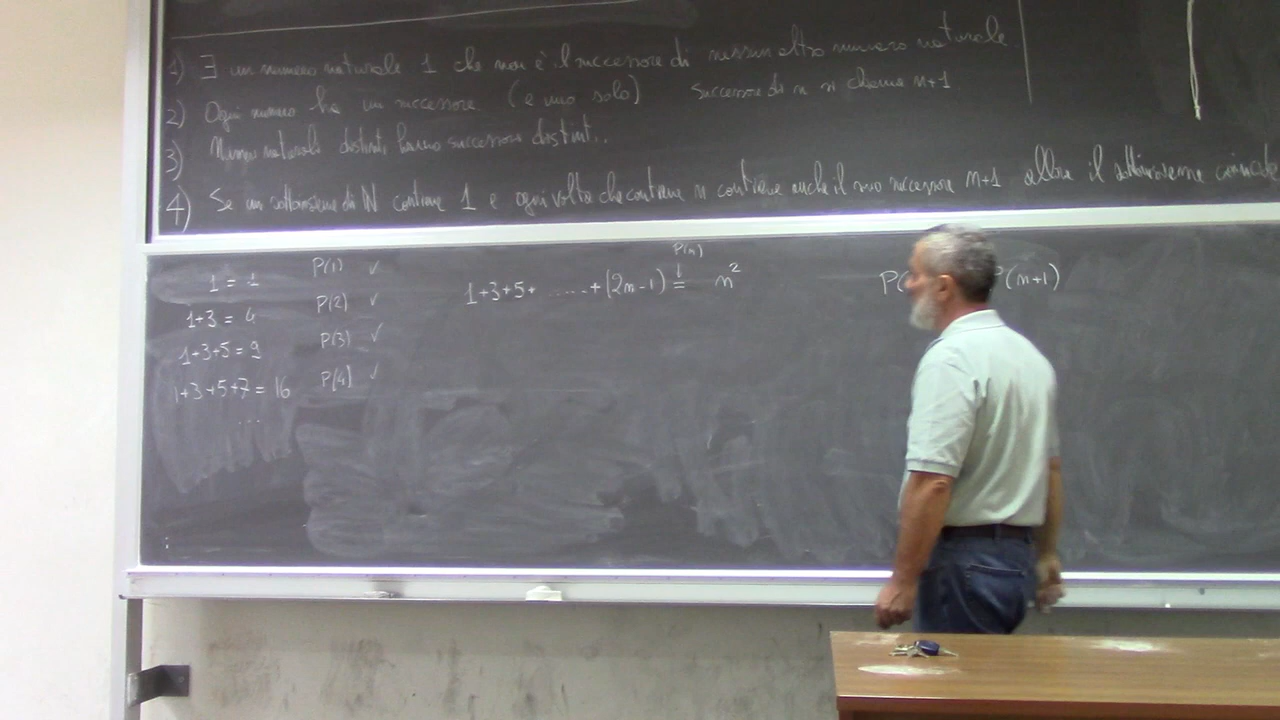 1) ∃ un numero naturale 1 che non è il successore di nessun altro numero naturale
2) Ogni numero ha un successore (e uno solo) Successore di n si chiama n+1
3) Numeri naturali distinti hanno successori distinti..
4) Se un sottoinsieme di N contiene 1 e ogni volta che contiene n contiene anche il suo successore n+1 allora il sottoinsieme coincide
1 = 1 P(1) ✓
1+3 = 4 P(2) ✓
1+3+5 = 9 P(3) ✓
1+3+5+7 = 16 P(4) ✓
...
P(n)
↓
1+3+5+ ......+(2n-1) = n²
P( P(n+1)